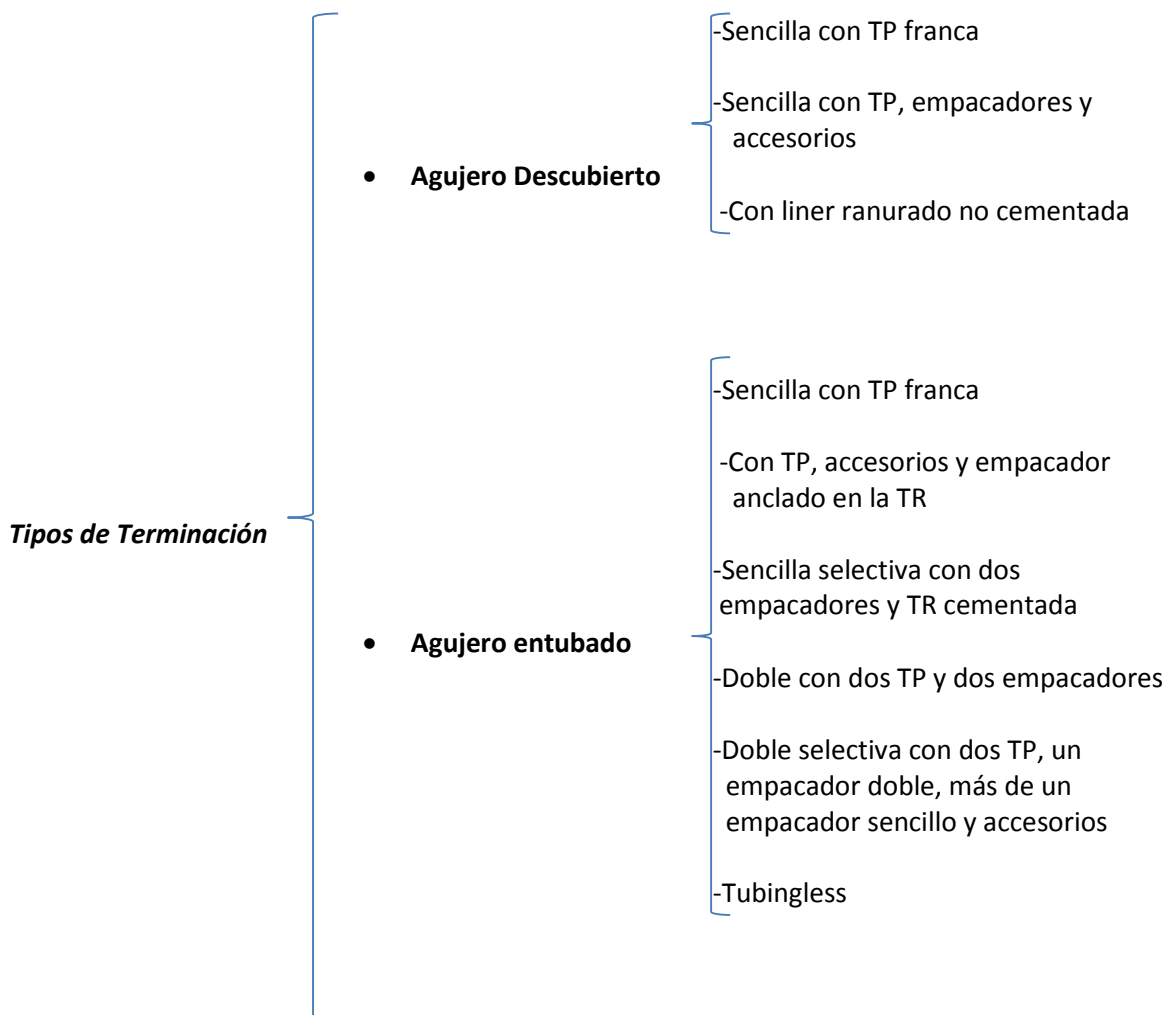 Tipos de Terminación
• Agujero Descubierto
-Sencilla con TP franca
-Sencilla con TP, empacadores y
accesorios
-Con liner ranurado no cementada
• Agujero entubado
-Sencilla con TP franca
-Con TP, accesorios y empacador
anclado en la TR
-Sencilla selectiva con dos
empacadores y TR cementada
-Doble con dos TP y dos empacadores
-Doble selectiva con dos TP, un
empacador doble, más de un
empacador sencillo y accesorios
-Tubingless